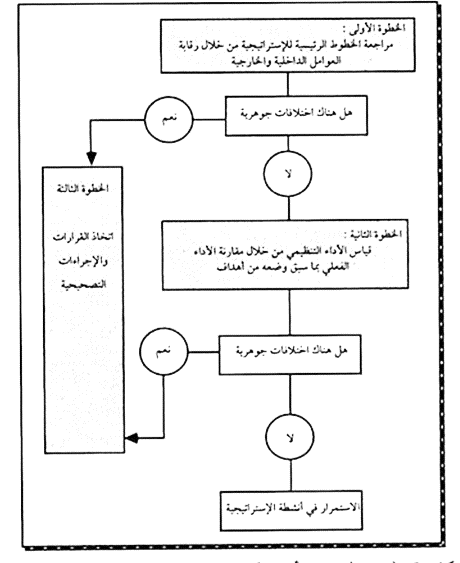 الخطوة الأولى :
مراجعة الخطوط الرئيسية للإستراتيجية من خلال رقابة
العوامل الداخلية والخارجية
هل هناك اختلافات جوهرية
نعم
لا
الخطوة الثالثة
اتخاذ القرارات
والإجراءات
التصحيحية
الخطوة الثانية :
قياس الأداء التنظيمي من خلال مقارنة الأداء
الفعلي بما سبق وضعه من أهداف
هل هناك اختلافات جوهرية
نعم
لا
الاستمرار في أنشطة الإستراتيجية